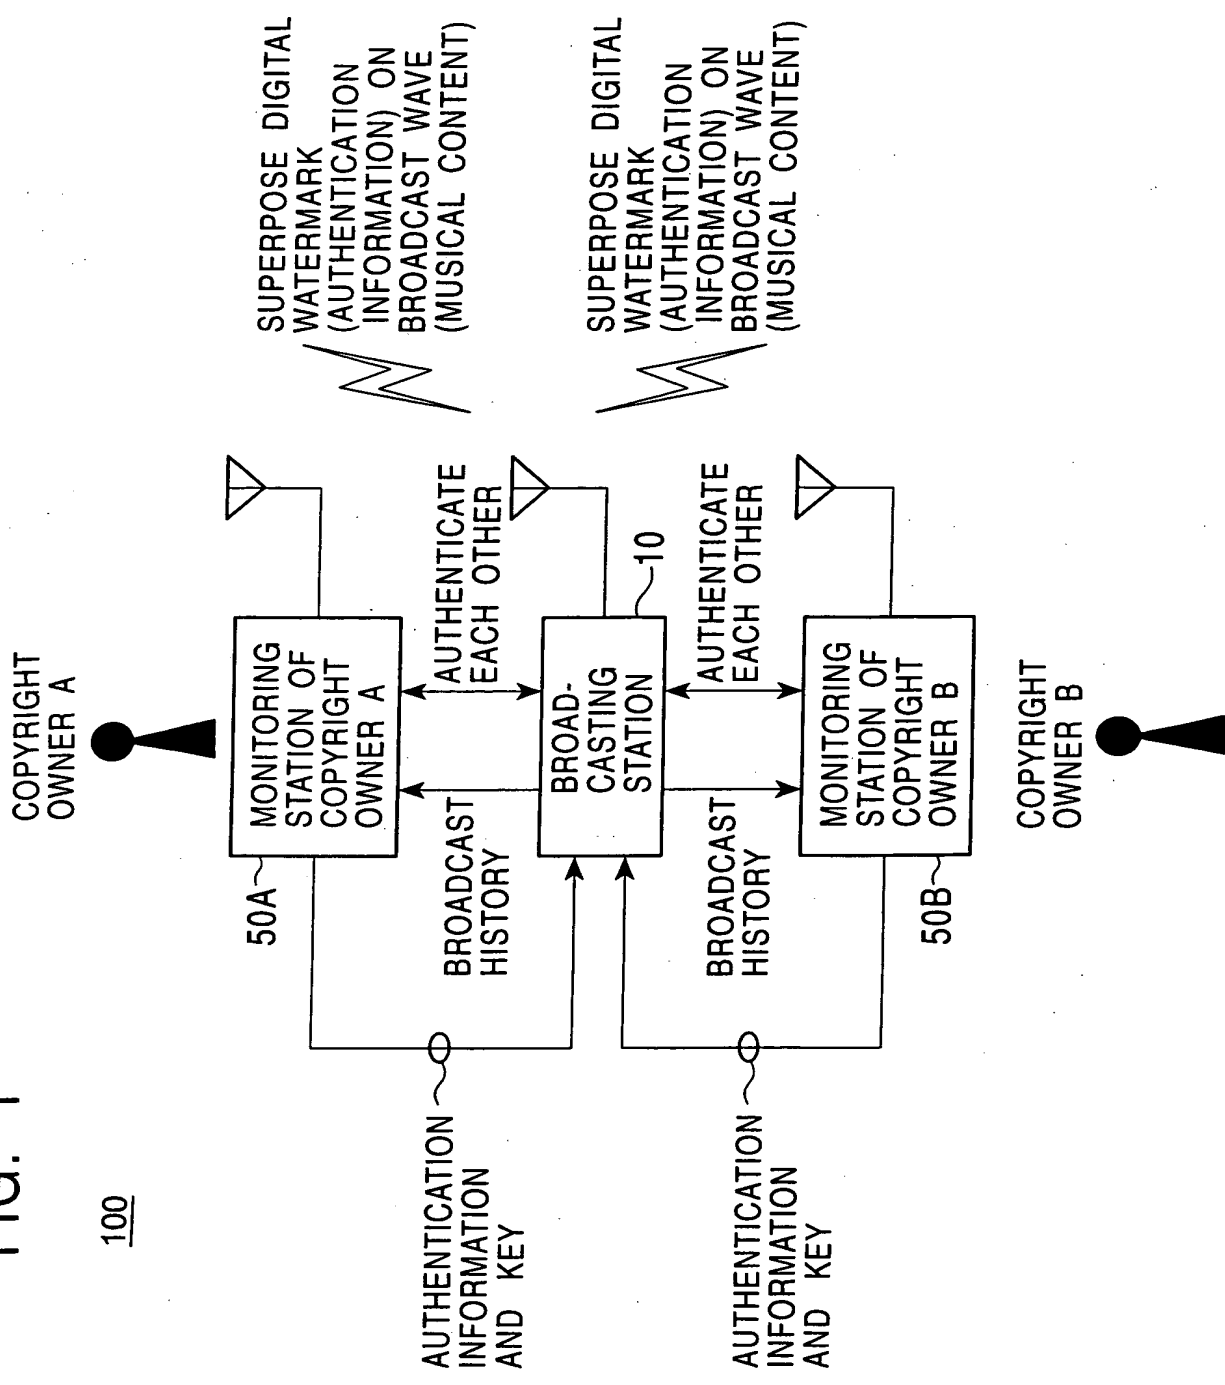 FIG. 1
100
COPYRIGHT
OWNER A
50A
MONITORING
STATION OF
COPYRIGHT
OWNER A
SUPERPOSE DIGITAL
WATERMARK
(AUTHENTICATION
INFORMATION) ON
BROADCAST WAVE
(MUSICAL CONTENT)
AUTHENTICATION
INFORMATION
AND KEY
BROADCAST
HISTORY
AUTHENTICATE
EACH OTHER
BROAD-
CASTING
STATION
10
SUPERPOSE DIGITAL
WATERMARK
(AUTHENTICATION
INFORMATION) ON
BROADCAST WAVE
(MUSICAL CONTENT)
AUTHENTICATION
INFORMATION
AND KEY
BROADCAST
HISTORY
AUTHENTICATE
EACH OTHER
MONITORING
STATION OF
COPYRIGHT
OWNER B
50B
COPYRIGHT
OWNER B